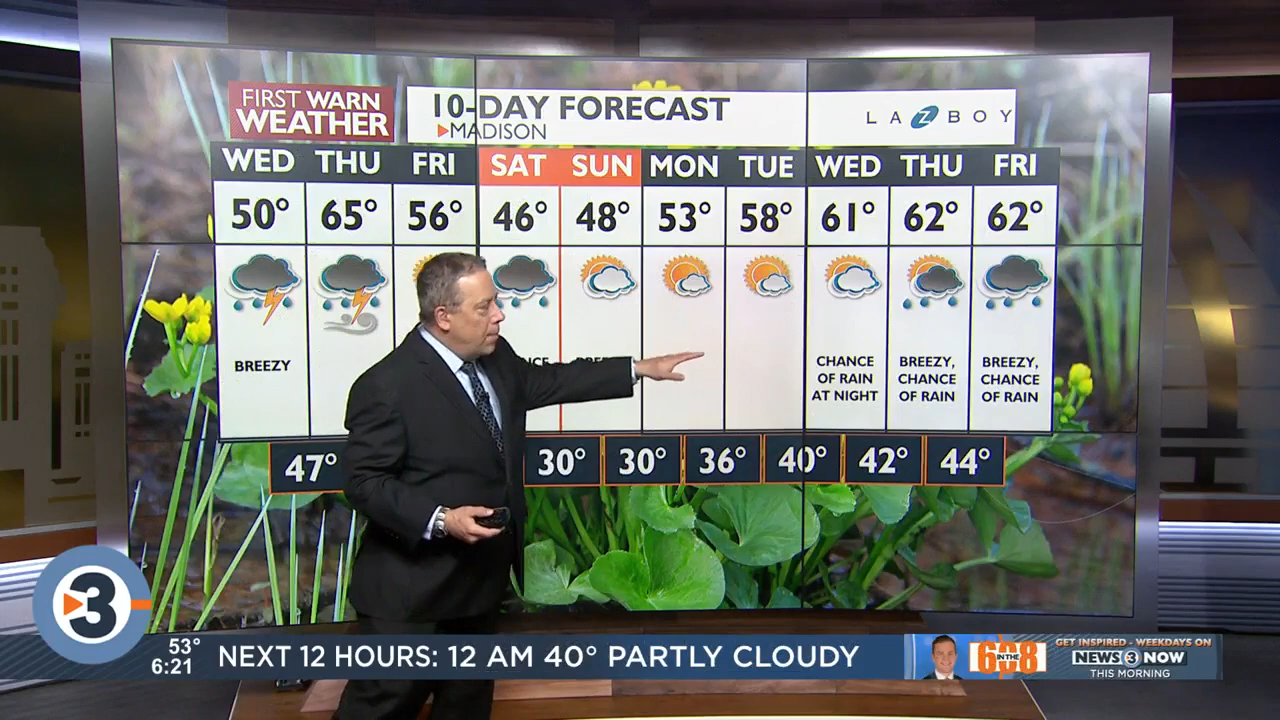 FIRST WARN
WEATHER
10-DAY FORECAST
MADISON
LAZBOY
WED THU FRI SAT SUN MON TUE WED THU FRI
50° 65° 56° 46° 48° 53° 58° 61° 62° 62°
BREEZY
CHANCE
OF RAIN
AT NIGHT
BREEZY,
CHANCE
OF RAIN
BREEZY,
CHANCE
OF RAIN
47° 30° 30° 36° 40° 42° 44°
3
53°
6:21
NEXT 12 HOURS: 12 AM 40° PARTLY CLOUDY
608
IN THE
GET INSPIRED - WEEKDAYS ON
NEWS 3 NOW
THIS MORNING